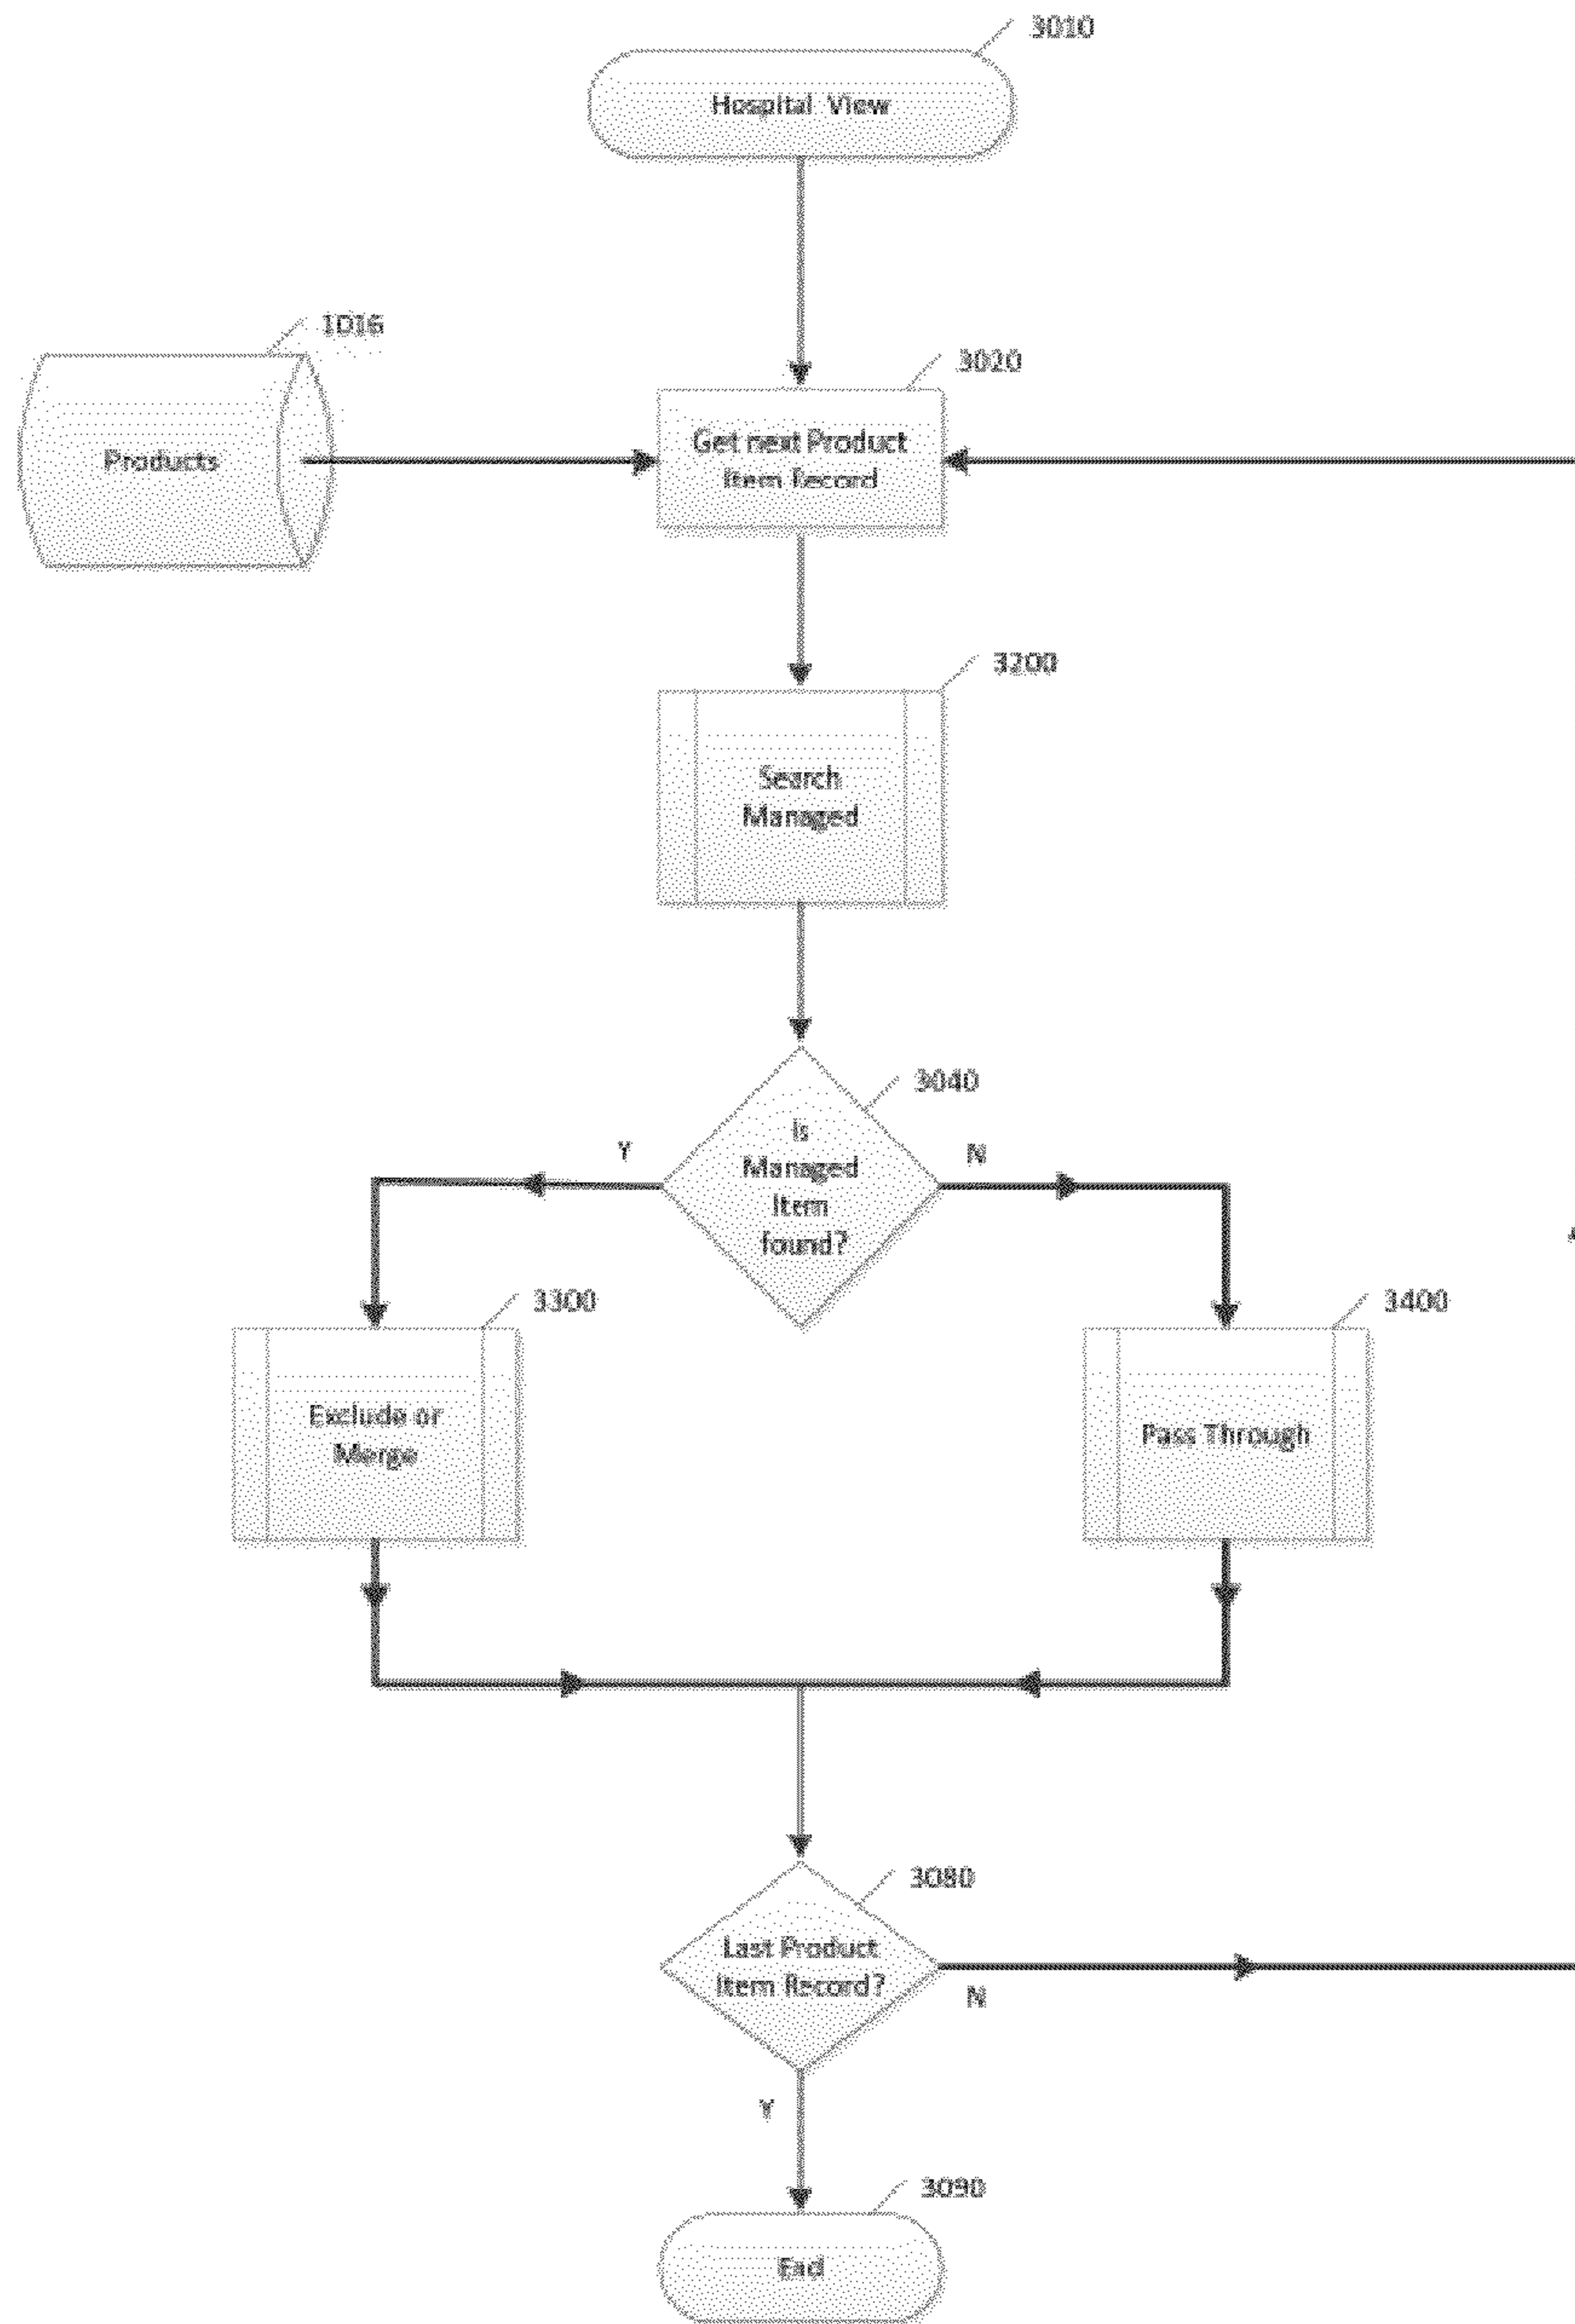 3010
Hospital View
1016
Products
3020
Get next Product
Item Record
3200
Search
Managed
3040
Is
Managed
Item
found?
Y
N
3300
Exclude or
Merge
3400
Pass Through
3080
Last Product
Item Record?
N
Y
3090
End